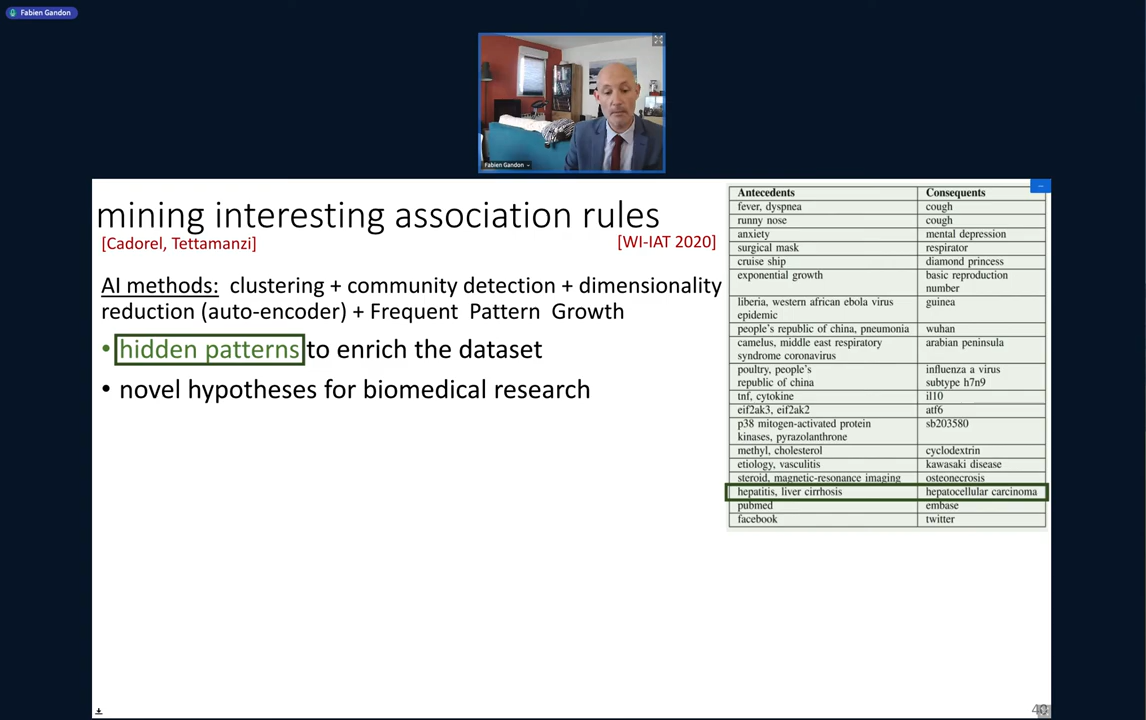 Fabien Gandon
Fabien Gandon
mining interesting association rules
[Cadorel, Tettamanzi]
[WI-IAT 2020]
AI methods: clustering + community detection + dimensionality
reduction (auto-encoder) + Frequent Pattern Growth
• hidden patterns to enrich the dataset
• novel hypotheses for biomedical research
Antecedents Consequents
fever, dyspnea cough
runny nose cough
anxiety mental depression
surgical mask respirator
cruise ship diamond princess
exponential growth basic reproduction
number
liberia, western african ebola virus guinea
epidemic
people's republic of china, pneumonia wuhan
camelus, middle east respiratory arabian peninsula
syndrome coronavirus
poultry, people's influenza a virus
republic of china subtype h7n9
tnf, cytokine il10
eif2ak3, eif2ak2 atf6
p38 mitogen-activated protein sb203580
kinases, pyrazolanthrone
methyl, cholesterol cyclodextrin
etiology, vasculitis kawasaki disease
steroid, magnetic-resonance imaging osteonecrosis
hepatitis, liver cirrhosis hepatocellular carcinoma
pubmed embase
facebook twitter